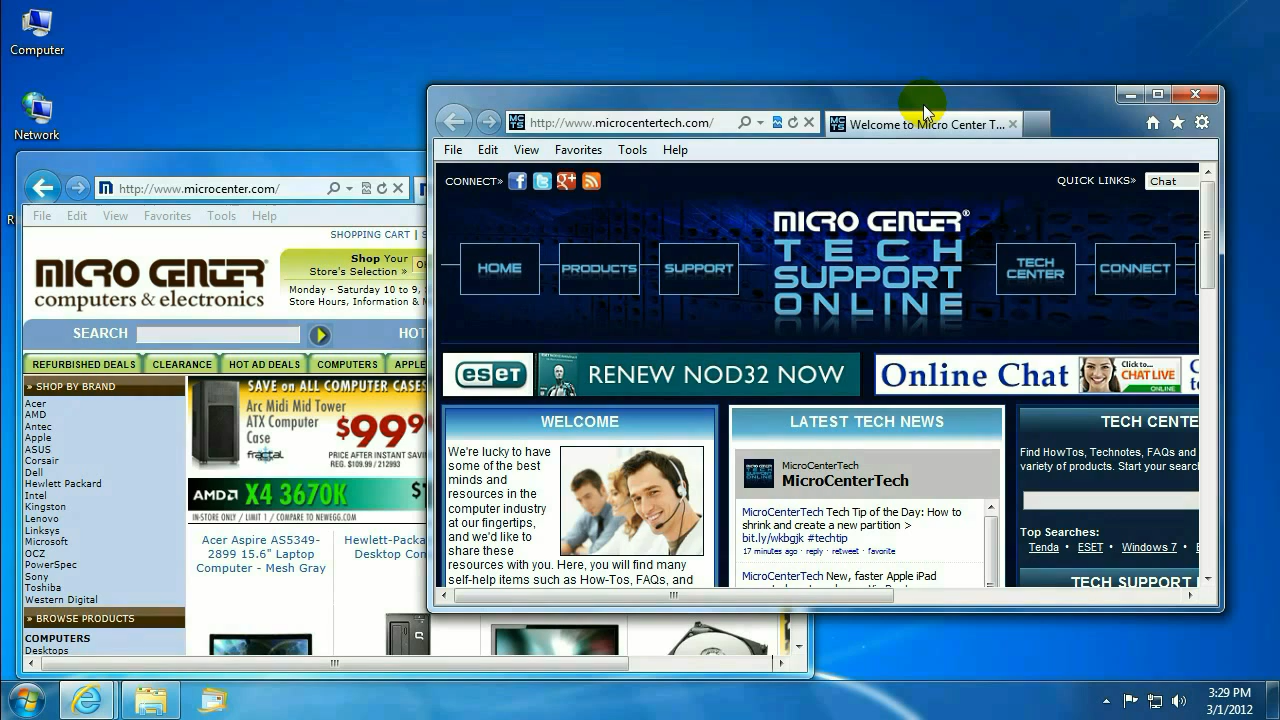 Computer
Network
http://www.microcenter.com/
File Edit View Favorites Tools Help
SHOPPING CART |
MICRO CENTER
computers & electronics
Shop Your
Store's Selection »
Monday - Saturday 10 to 9,
Store Hours, Information &
SEARCH
HOT
REFURBISHED DEALS
CLEARANCE
HOT AD DEALS
COMPUTERS
APPLE
» SHOP BY BRAND
Acer
AMD
Antec
Apple
ASUS
Corsair
Dell
Hewlett Packard
Intel
Kingston
Lenovo
Linksys
Microsoft
OCZ
PowerSpec
Sony
Toshiba
Western Digital
» BROWSE PRODUCTS
COMPUTERS
Desktops
SAVE on ALL COMPUTER CASES
Arc Midi Mid Tower
ATX Computer
Case
fractal
$99
PRICE AFTER INSTANT SAV
REG. $109.99 / 212993
AMD X4 3670K
IN-STORE ONLY / LIMIT 1 / COMPARE TO NEWEGG.COM
Acer Aspire AS5349-
2899 15.6" Laptop
Computer - Mesh Gray
Hewlett-Pack
Desktop Con
http://www.microcentertech.com/
Welcome to Micro Center T...
File Edit View Favorites Tools Help
CONNECT»
QUICK LINKS»
Chat
HOME
PRODUCTS
SUPPORT
MICRO CENTER®
TECH
SUPPORT
ONLINE
TECH
CENTER
CONNECT
eseT
RENEW NOD32 NOW
Online Chat
Click to...
CHAT LIVE
ONLINE
WELCOME
We're lucky to have
some of the best
minds and
resources in the
computer industry
at our fingertips,
and we'd like to
share these
resources with you. Here, you will find many
self-help items such as How-Tos, FAQs, and
LATEST TECH NEWS
MicroCenterTech
MicroCenterTech
MicroCenterTech Tech Tip of the Day: How to
shrink and create a new partition >
bit.ly/wkbgjk #techtip
17 minutes ago · reply · retweet · favorite
MicroCenterTech New, faster Apple iPad
TECH CENTE
Find HowTos, Technotes, FAQs and
variety of products. Start your search
Top Searches:
Tenda • ESET • Windows 7 •
TECH SUPPORT
3:29 PM
3/1/2012